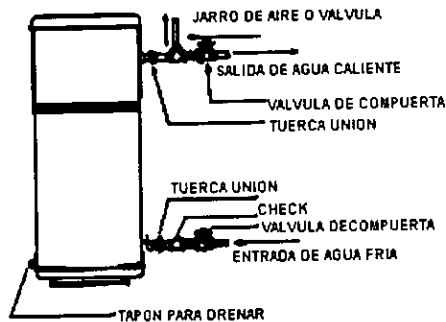 JARRO DE AIRE O VALVULA
SALIDA DE AGUA CALIENTE
VALVULA DE COMPUERTA
TUERCA UNION
TUERCA UNION
CHECK
VALVULA DECOMPUERTA
ENTRADA DE AGUA FRIA
TAPON PARA DRENAR